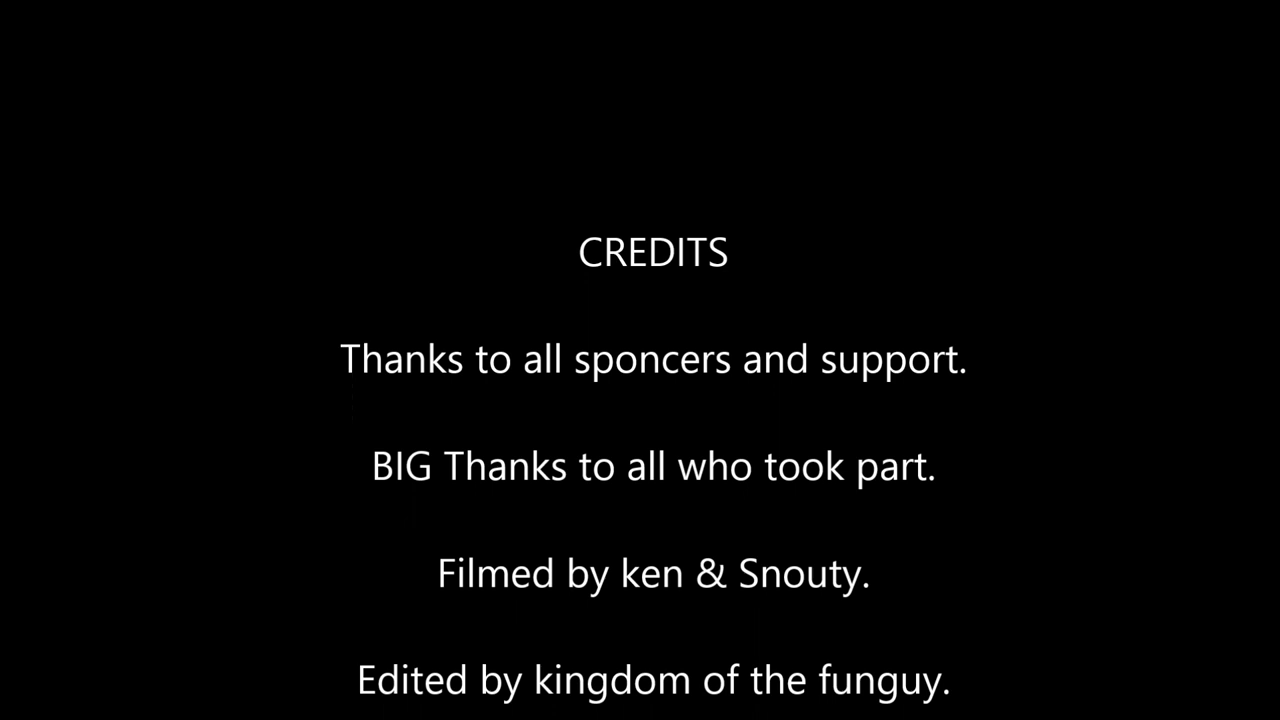 CREDITS
Thanks to all sponcers and support.
BIG Thanks to all who took part.
Filmed by ken & Snouty.
Edited by kingdom of the funguy.